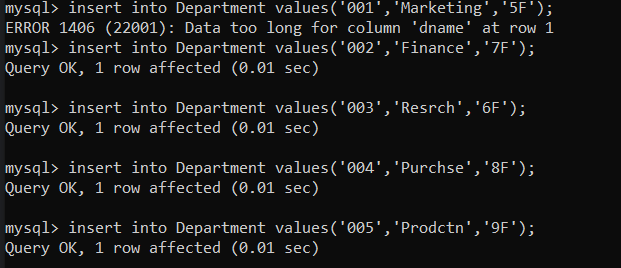 mysql> insert into Department values('001','Marketing','5F');
ERROR 1406 (22001): Data too long for column 'dname' at row 1
mysql> insert into Department values('002','Finance','7F');
Query OK, 1 row affected (0.01 sec)
mysql> insert into Department values('003','Resrch','6F');
Query OK, 1 row affected (0.01 sec)
mysql> insert into Department values('004','Purchse','8F');
Query OK, 1 row affected (0.01 sec)
mysql> insert into Department values('005','Prodctn','9F');
Query OK, 1 row affected (0.01 sec)